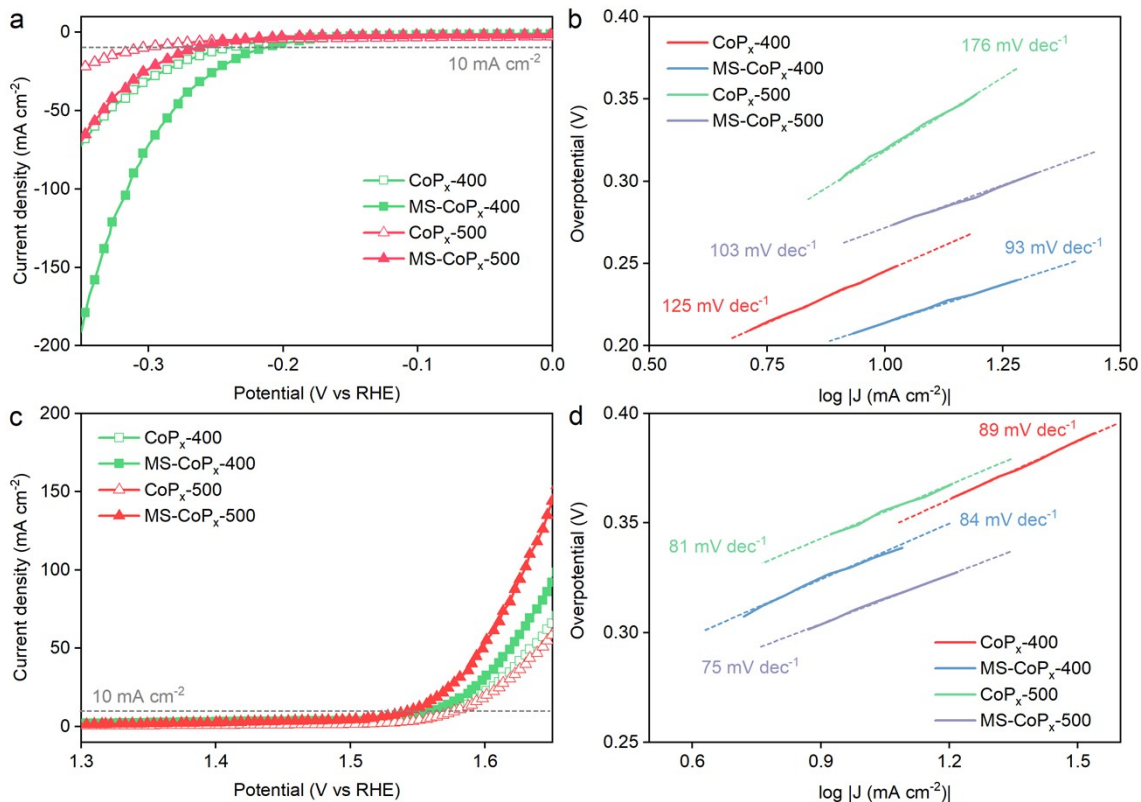 a
0
-50
-100
-150
-200
Current density (mA cm⁻²)
10 mA cm⁻²
CoPₓ-400
MS-CoPₓ-400
CoPₓ-500
MS-CoPₓ-500
-0.3
-0.2
-0.1
0.0
Potential (V vs RHE)
b
0.40
0.35
0.30
0.25
0.20
Overpotential (V)
CoPₓ-400
MS-CoPₓ-400
CoPₓ-500
MS-CoPₓ-500
176 mV dec⁻¹
103 mV dec⁻¹
93 mV dec⁻¹
125 mV dec⁻¹
0.50
0.75
1.00
1.25
1.50
log |J (mA cm⁻²)|
c
200
150
100
50
0
Current density (mA cm⁻²)
CoPₓ-400
MS-CoPₓ-400
CoPₓ-500
MS-CoPₓ-500
10 mA cm⁻²
1.3
1.4
1.5
1.6
Potential (V vs RHE)
d
0.40
0.35
0.30
0.25
Overpotential (V)
89 mV dec⁻¹
84 mV dec⁻¹
81 mV dec⁻¹
75 mV dec⁻¹
CoPₓ-400
MS-CoPₓ-400
CoPₓ-500
MS-CoPₓ-500
0.6
0.9
1.2
1.5
log |J (mA cm⁻²)|